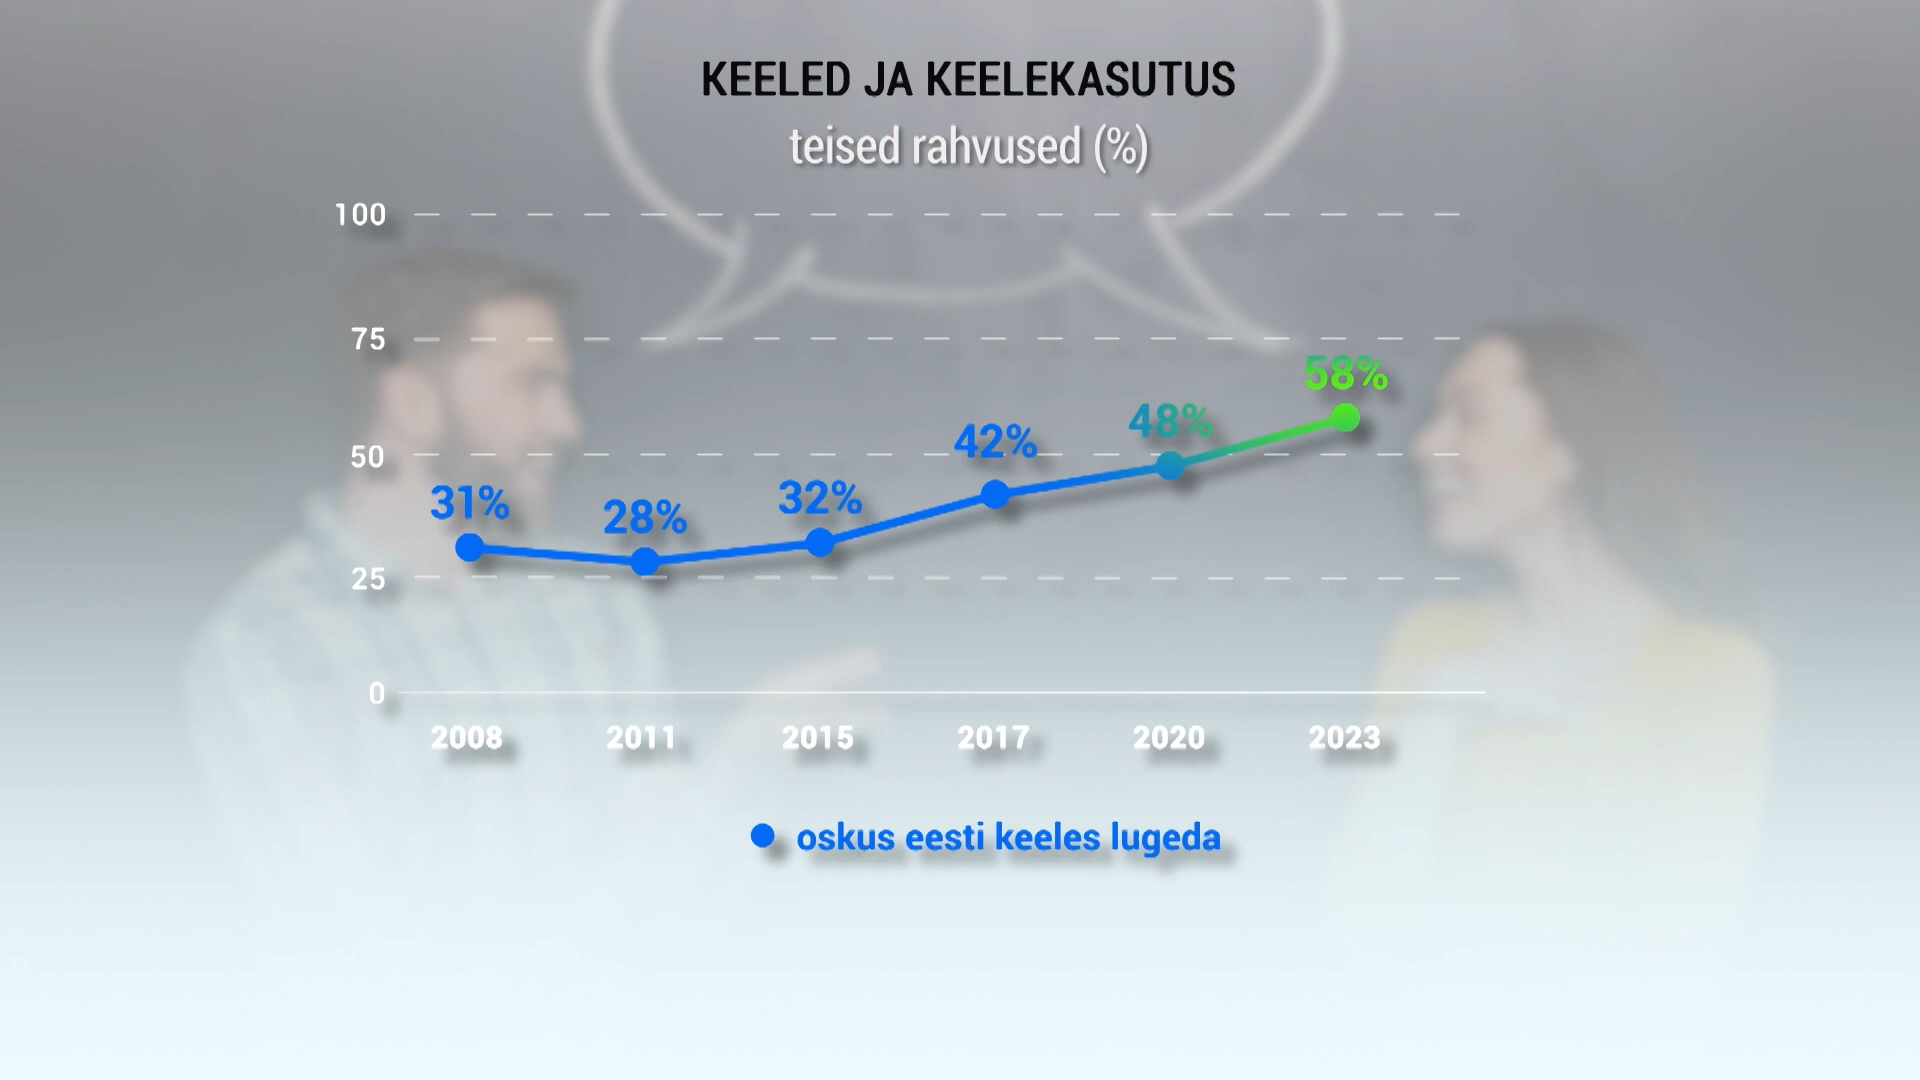 KEELED JA KEELEKASUTUS
teised rahvused (%)
100
75
50
25
0
31%
28%
32%
42%
48%
58%
2008 2011 2015 2017 2020 2023
oskus eesti keeles lugeda